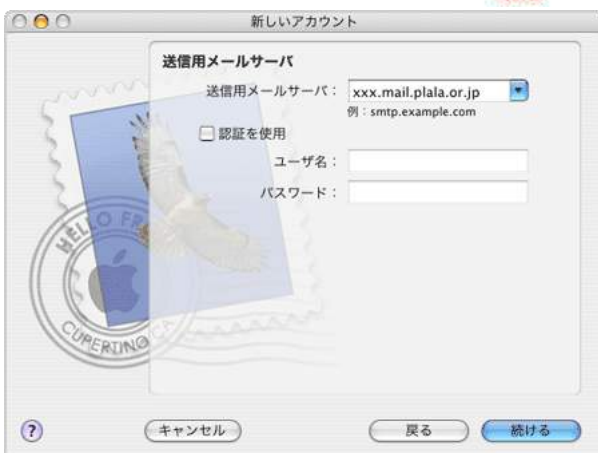 新しいアカウント
送信用メールサーバ
送信用メールサーバ： xxx.mail.plala.or.jp
例：smtp.example.com
認証を使用
ユーザ名：
パスワード：
HELLO FR
CUPERTINO CA
? キャンセル 戻る 続ける